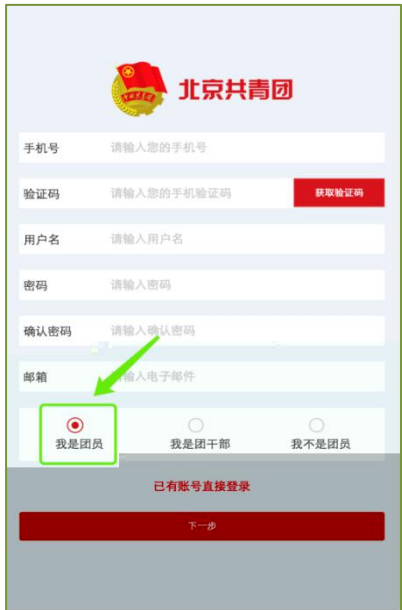 北京共青团
手机号 请输入您的手机号
验证码 请输入您的手机验证码 获取验证码
用户名 请输入用户名
密码 请输入密码
确认密码 请输入确认密码
邮箱 请输入电子邮件
我是团员 我是团干部 我不是团员
已有账号直接登录
下一步